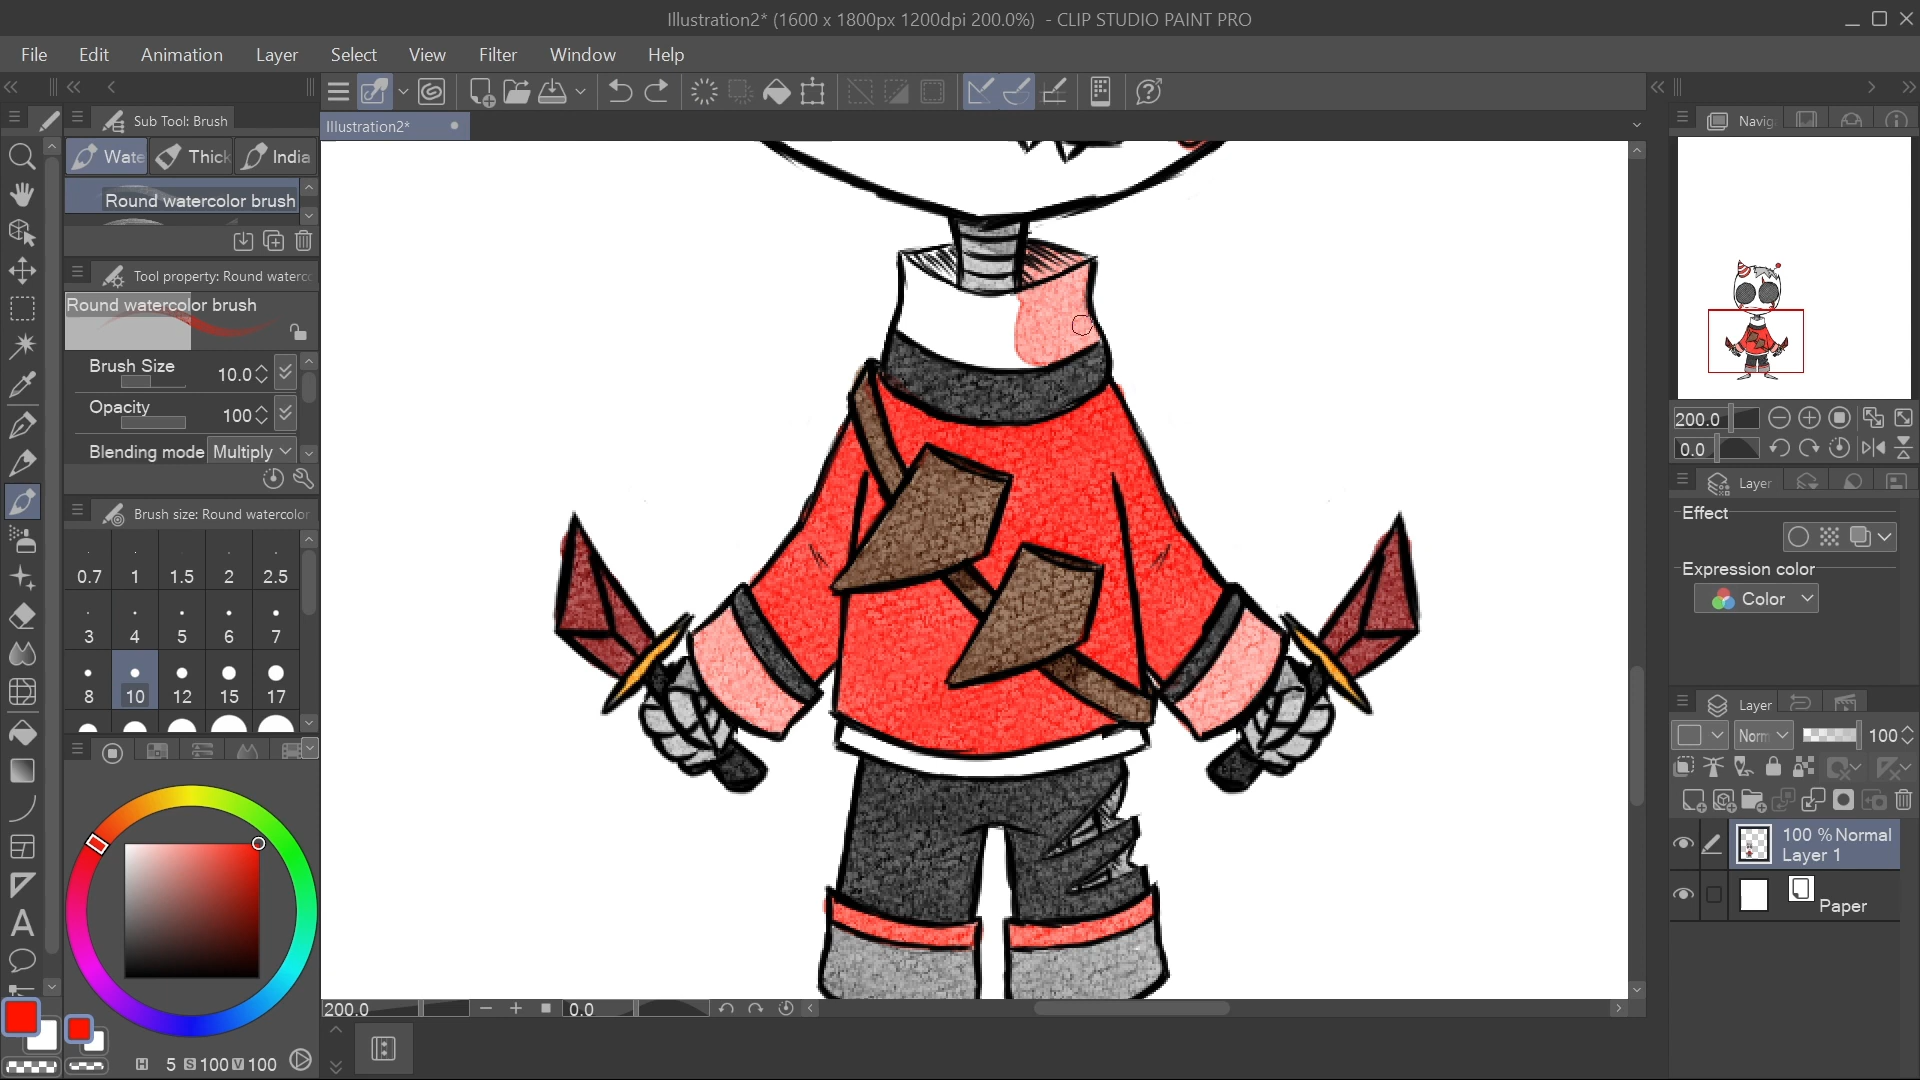 Illustration2* (1600 x 1800px 1200dpi 200.0%) - CLIP STUDIO PAINT PRO
File Edit Animation Layer Select View Filter Window Help
Sub Tool: Brush
Illustration2*
Navig
Wate Thick India
Round watercolor brush
Tool property: Round waterc
Round watercolor brush
Brush Size 10.0
Opacity 100
Blending mode Multiply
Brush size: Round watercolor
0.7 1 1.5 2 2.5
3 4 5 6 7
8 10 12 15 17
H 5 S 100 V 100
200.0 0.0
200.0
0.0
Layer
Effect
Expression color
Color
Layer
Norm 100
100 % Normal
Layer 1
Paper